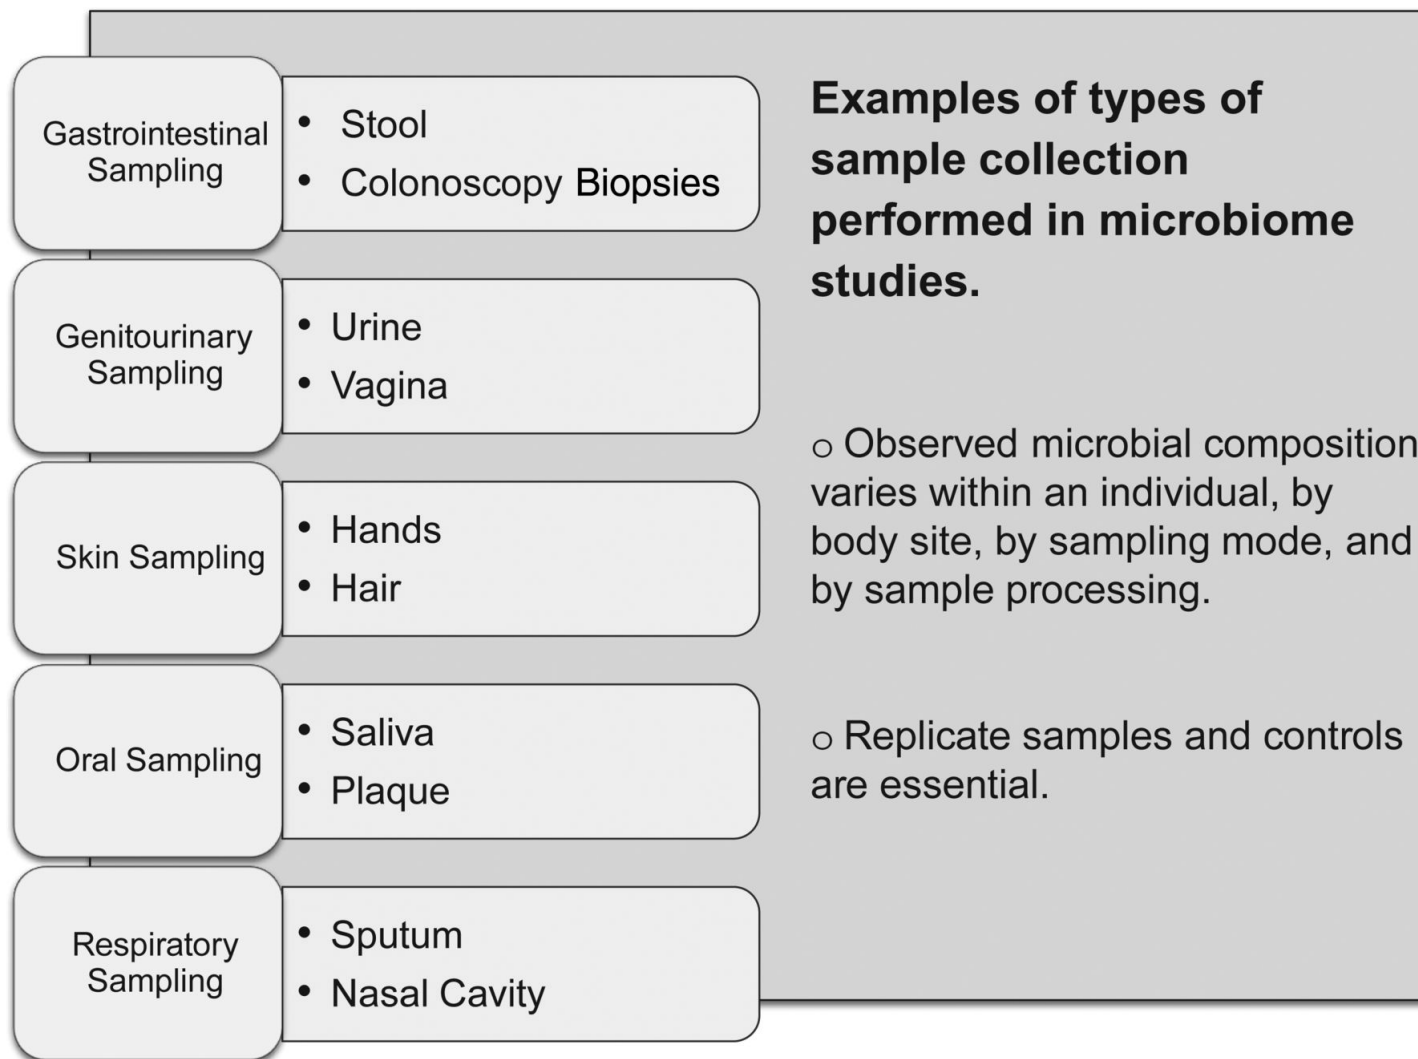 Gastrointestinal
Sampling
• Stool
• Colonoscopy Biopsies
Genitourinary
Sampling
• Urine
• Vagina
Skin Sampling
• Hands
• Hair
Oral Sampling
• Saliva
• Plaque
Respiratory
Sampling
• Sputum
• Nasal Cavity
Examples of types of
sample collection
performed in microbiome
studies.
o Observed microbial composition
varies within an individual, by
body site, by sampling mode, and
by sample processing.
o Replicate samples and controls
are essential.